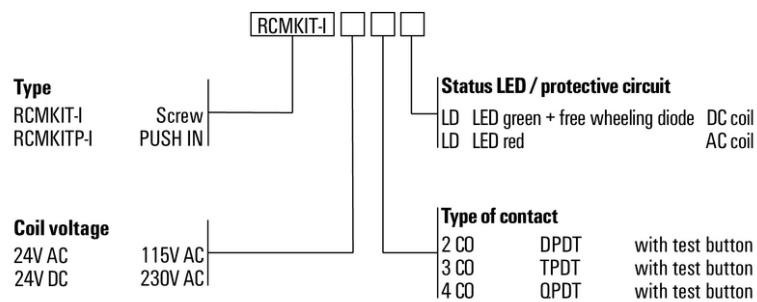 RCMKIT-I
Type
RCMKIT-I Screw
RCMKITP-I PUSH IN
Status LED / protective circuit
LD LED green + free wheeling diode DC coil
LD LED red AC coil
Coil voltage
24V AC 115V AC
24V DC 230V AC
Type of contact
2 CO DPDT with test button
3 CO TPDT with test button
4 CO QPDT with test button